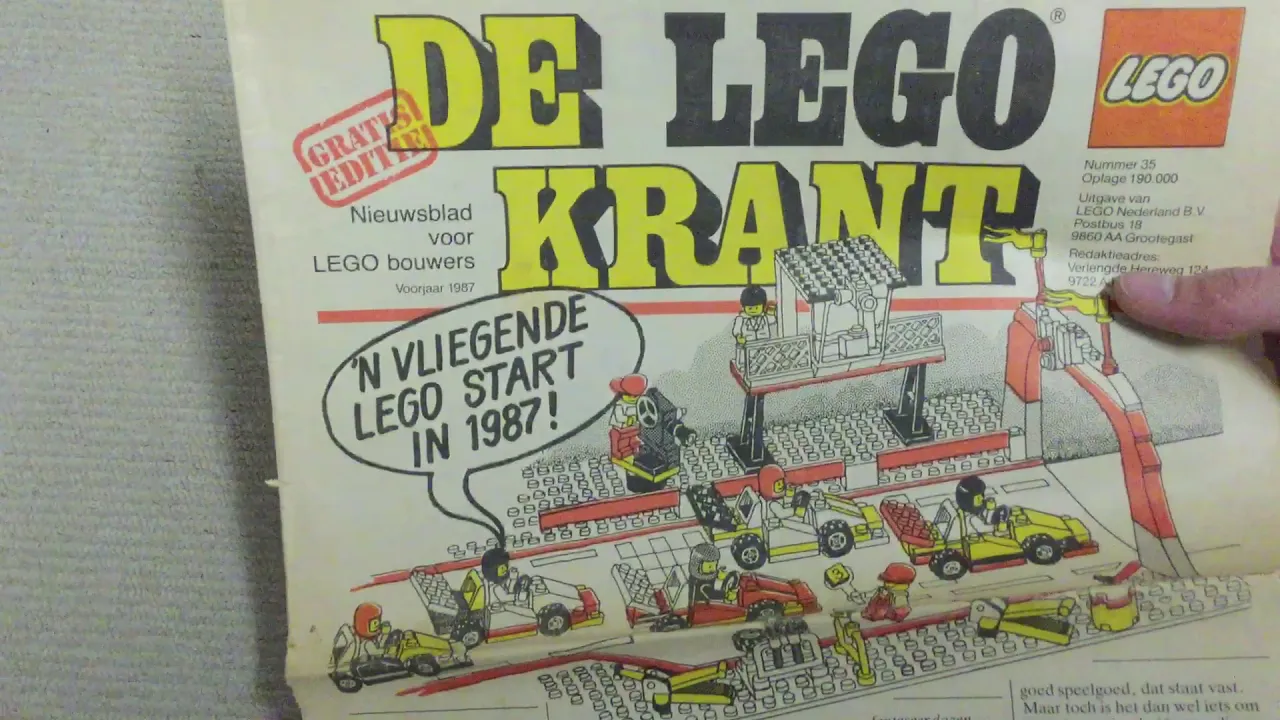 DE LEGO®
KRANT
LEGO
GRATIS
EDITIE
Nieuwsblad
voor
LEGO bouwers
Voorjaar 1987
Nummer 35
Oplage 190.000
Uitgave van
LEGO Nederland B.V.
Postbus 18
9860 AA Grootegast
Redaktieadres:
Verlengde Hereweg 124
9722 A
'N VLIEGENDE
LEGO START
IN 1987!
goed speelgoed, dat staat vast.
Maar toch is het dan wel iets om